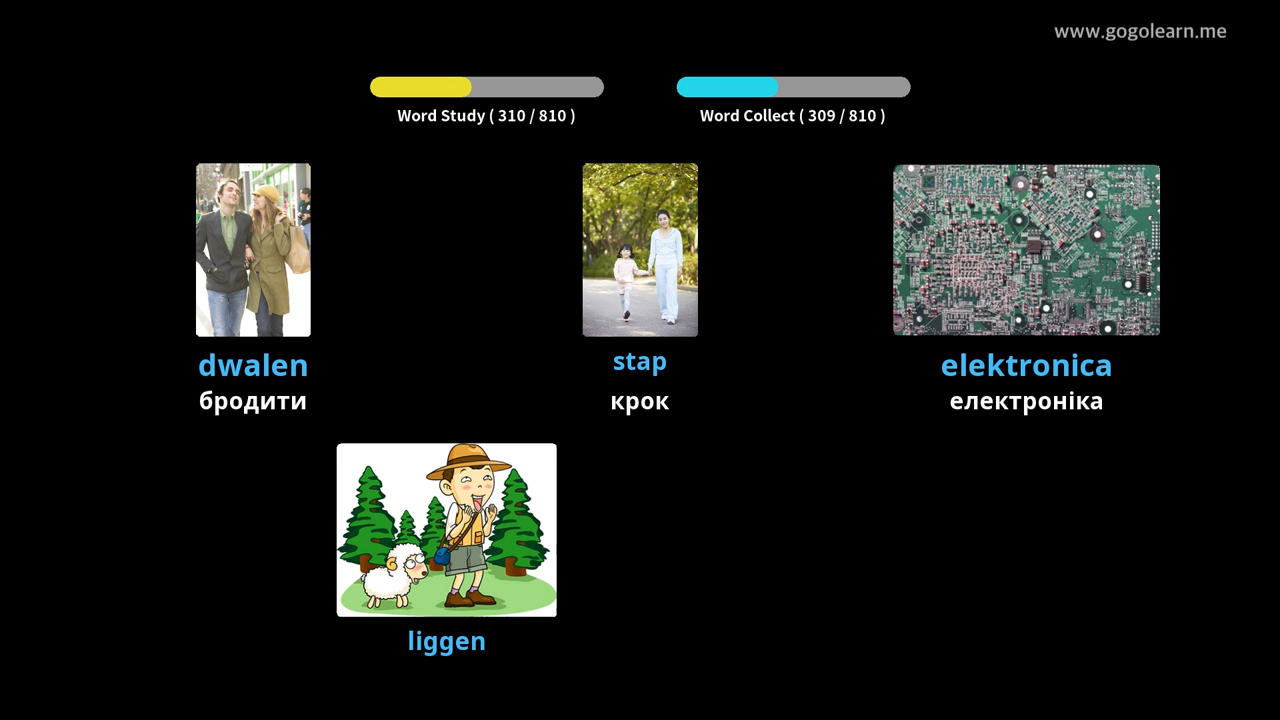 www.gogolearn.me
Word Study ( 310 / 810 )
Word Collect ( 309 / 810 )
dwalen
бродити
stap
крок
elektronica
електроніка
liggen